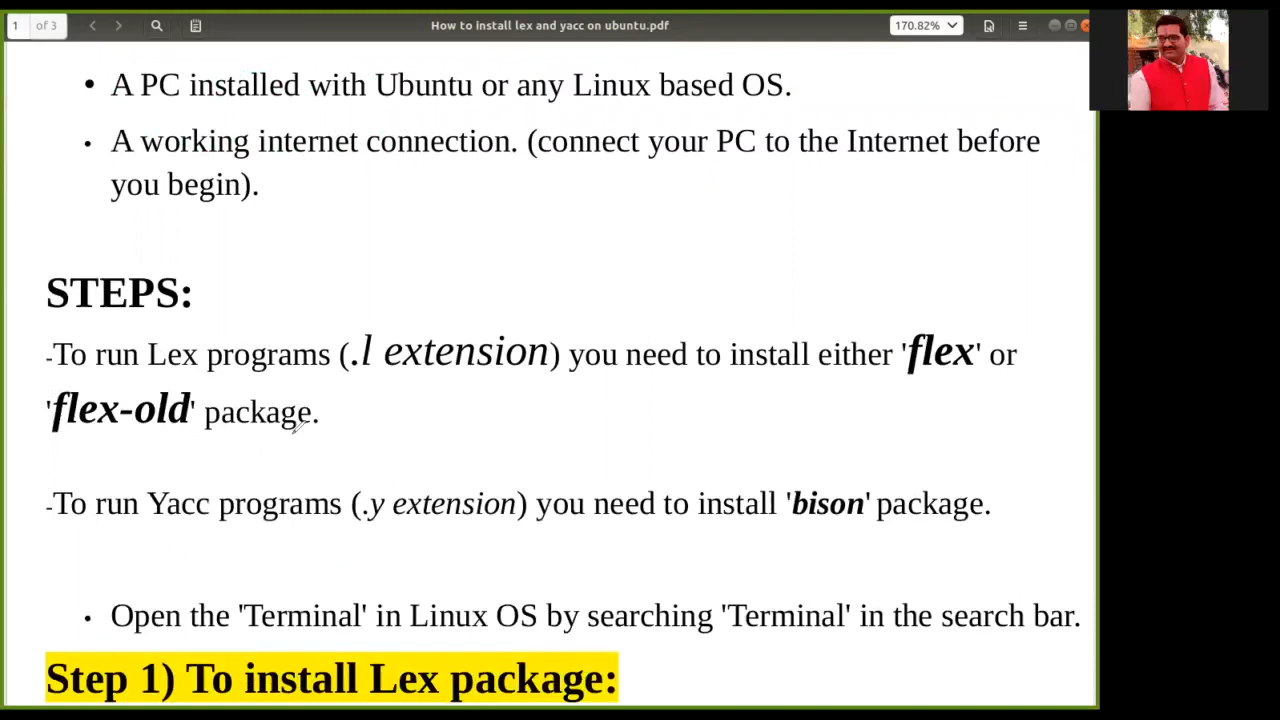 1 of 3 How to install lex and yacc on ubuntu.pdf 170.82%
• A PC installed with Ubuntu or any Linux based OS.
• A working internet connection. (connect your PC to the Internet before
you begin).
STEPS:
-To run Lex programs (.l extension) you need to install either 'flex' or
'flex-old' package.
-To run Yacc programs (.y extension) you need to install 'bison' package.
• Open the 'Terminal' in Linux OS by searching 'Terminal' in the search bar.
Step 1) To install Lex package: